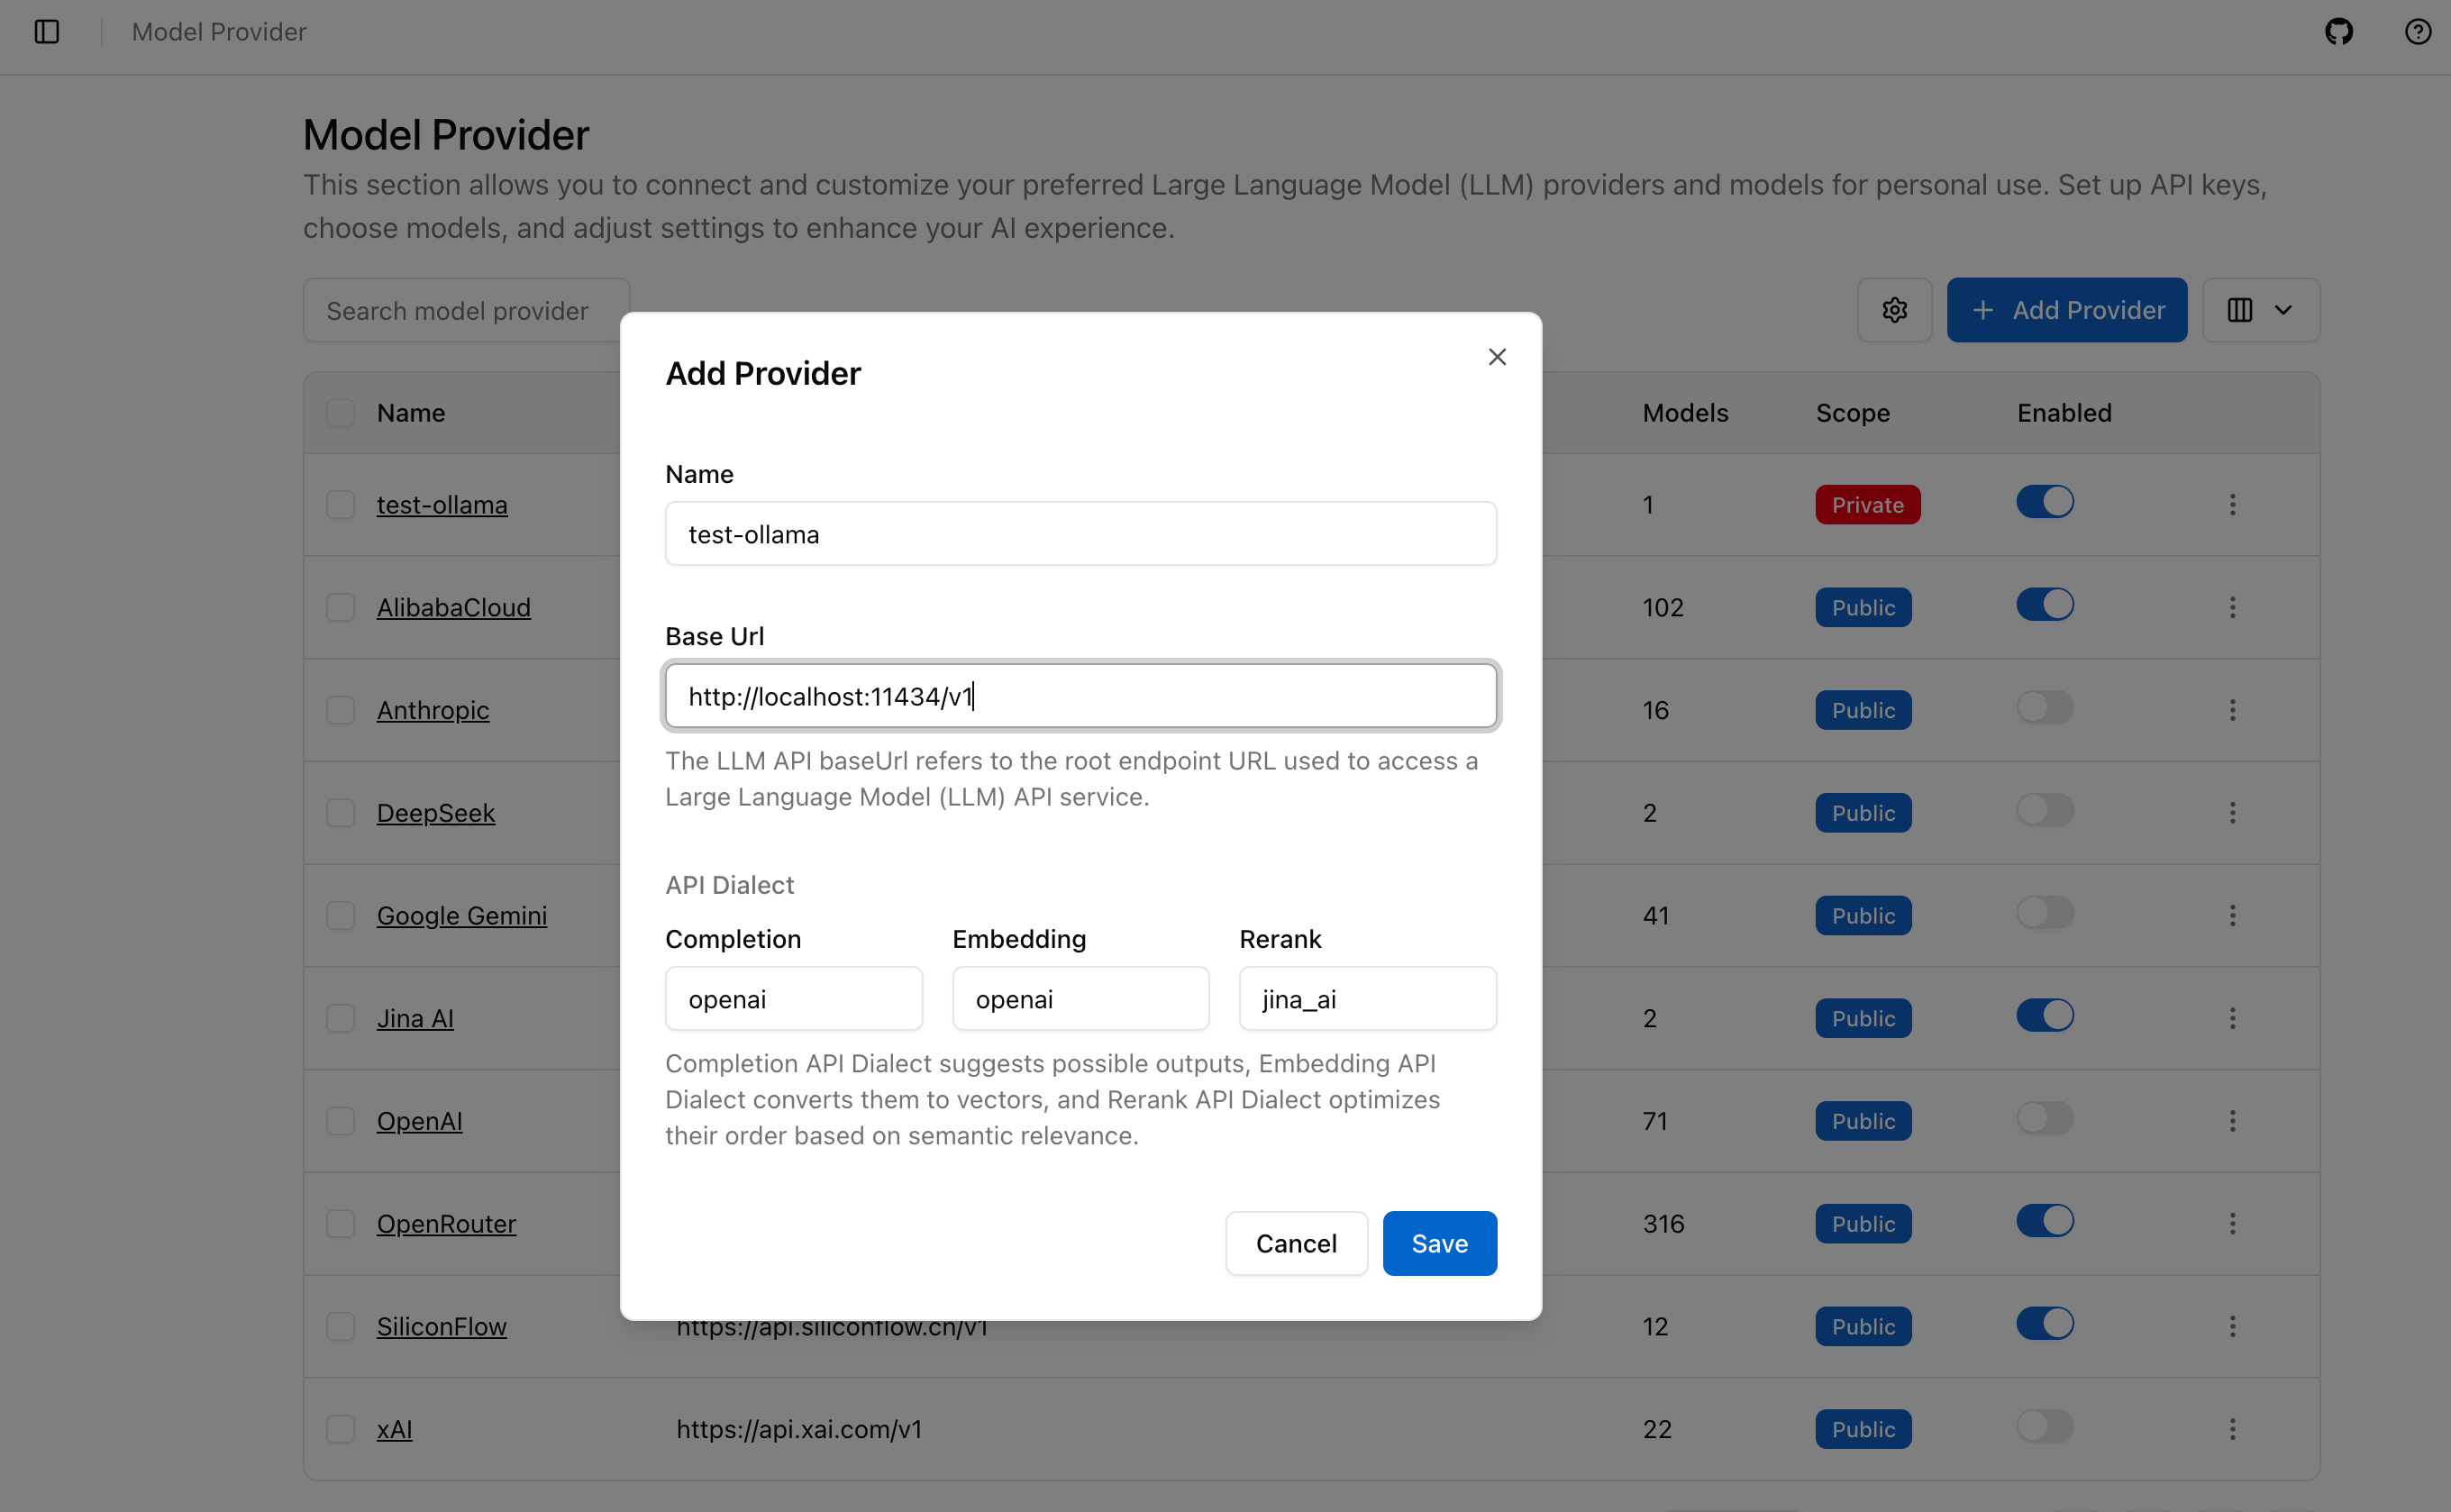 Model Provider
Model Provider
This section allows you to connect and customize your preferred Large Language Model (LLM) providers and models for personal use. Set up API keys,
choose models, and adjust settings to enhance your AI experience.
Search model provider
Add Provider
Name
Models
Scope
Enabled
test-ollama
1
Private
AlibabaCloud
102
Public
Anthropic
16
Public
DeepSeek
2
Public
Google Gemini
41
Public
Jina AI
2
Public
OpenAI
71
Public
OpenRouter
316
Public
SiliconFlow
https://api.siliconflow.cn/v1
12
Public
xAI
https://api.xai.com/v1
22
Public
Add Provider
Name
test-ollama
Base Url
http://localhost:11434/v1
The LLM API baseUrl refers to the root endpoint URL used to access a
Large Language Model (LLM) API service.
API Dialect
Completion
Embedding
Rerank
openai
openai
jina_ai
Completion API Dialect suggests possible outputs, Embedding API
Dialect converts them to vectors, and Rerank API Dialect optimizes
their order based on semantic relevance.
Cancel
Save